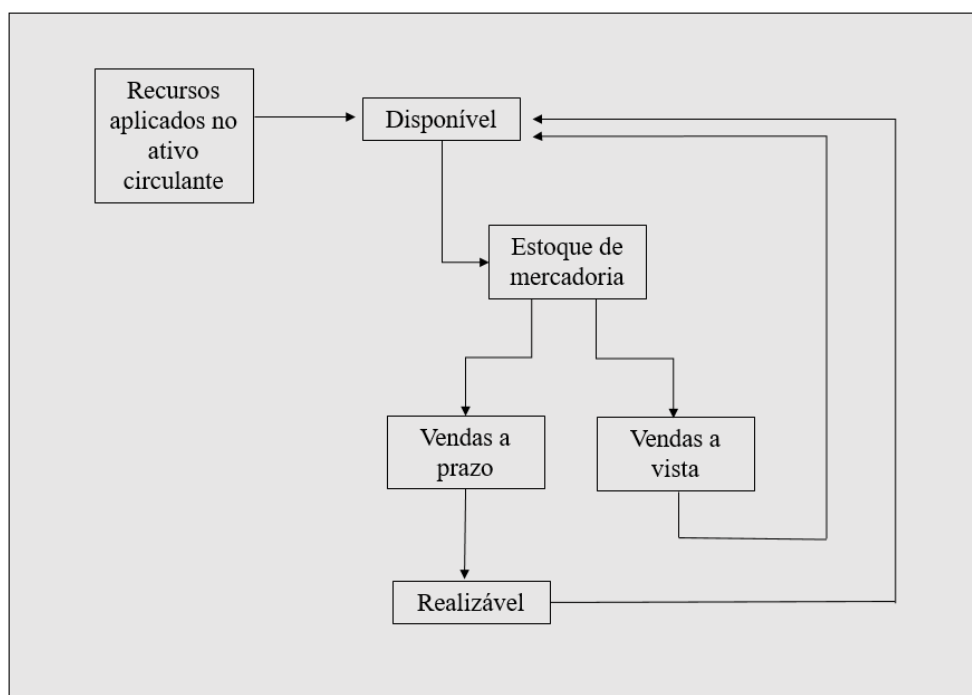 Recursos
aplicados no
ativo
circulante
Disponível
Estoque de
mercadoria
Vendas a
prazo
Vendas a
vista
Realizável